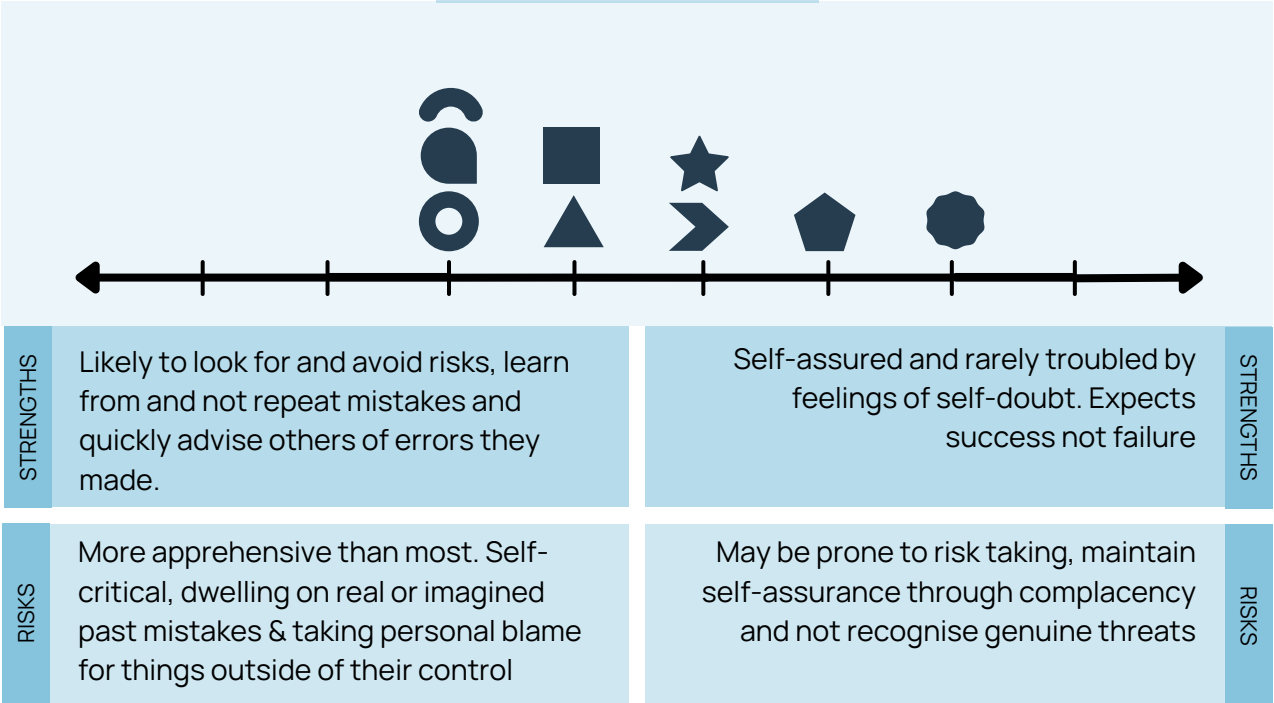 STRENGTHS
Likely to look for and avoid risks, learn
from and not repeat mistakes and
quickly advise others of errors they
made.
Self-assured and rarely troubled by
feelings of self-doubt. Expects
success not failure
STRENGTHS
RISKS
More apprehensive than most. Self-
critical, dwelling on real or imagined
past mistakes & taking personal blame
for things outside of their control
May be prone to risk taking, maintain
self-assurance through complacency
and not recognise genuine threats
RISKS